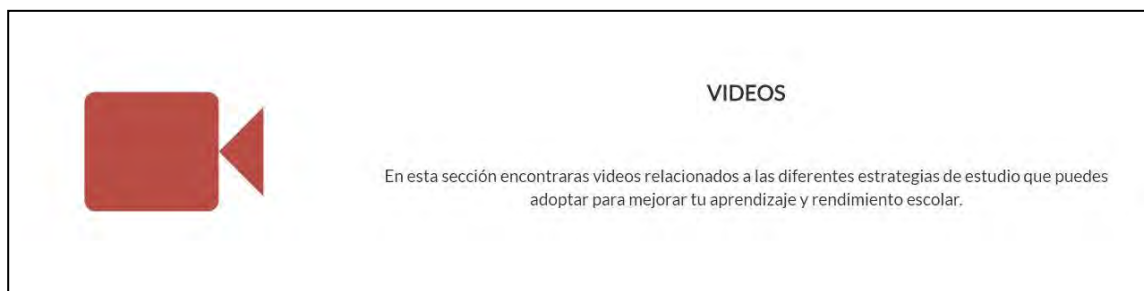 VIDEOS
En esta sección encontraras videos relacionados a las diferentes estrategias de estudio que puedes
adoptar para mejorar tu aprendizaje y rendimiento escolar.